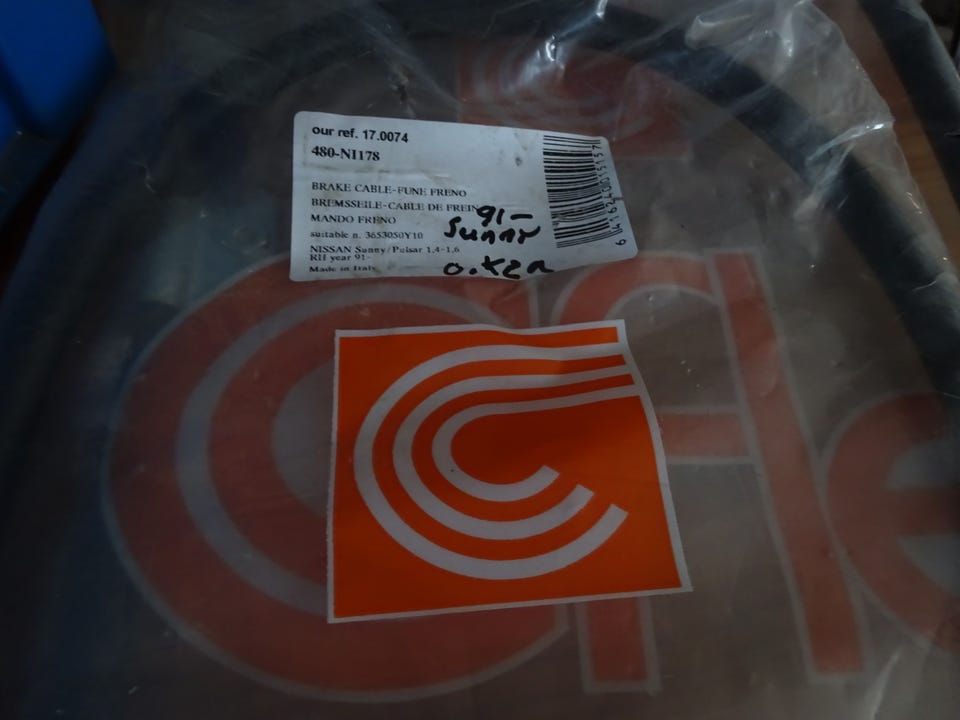 our ref. 17.0074
480-NI178
BRAKE CABLE-FUNE FRENO
BREMSSEILE-CABLE DE FREIN
MANDO FRENO
suitable n. 3653050Y10
NISSAN Sunny/Pulsar 1,4-1,6
RH year 91-
Made in Italy
91-
Sunny